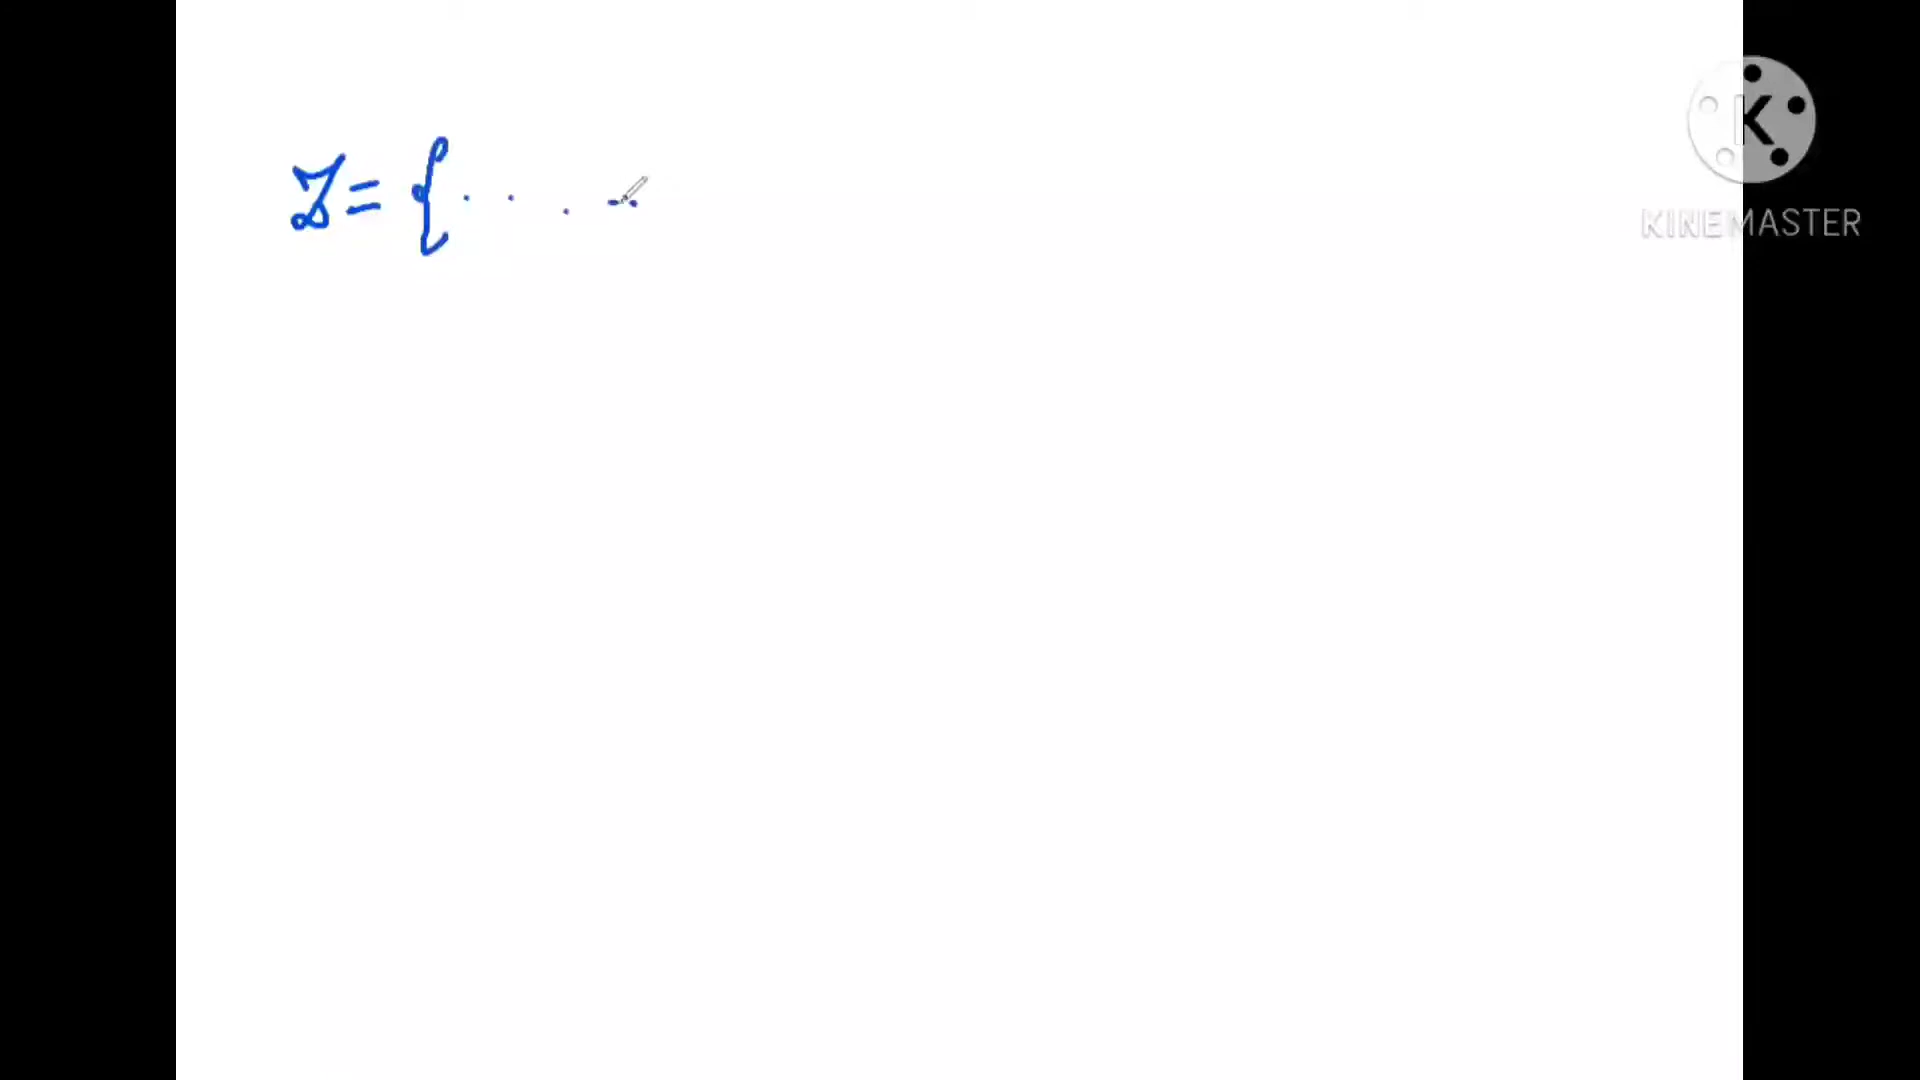 Z = { . . . -
K
KINEMASTER